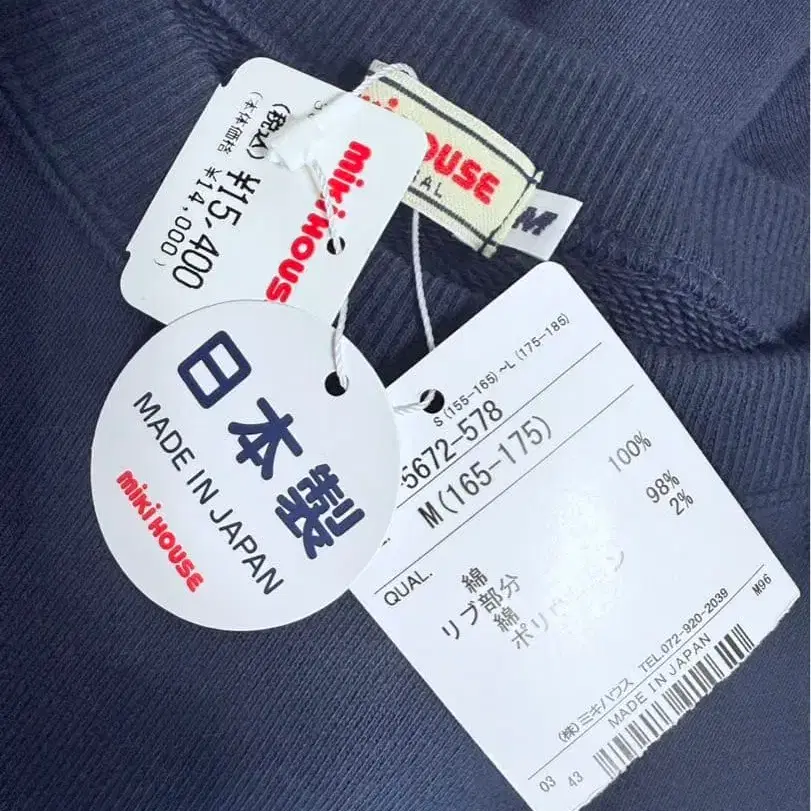 miki HOUS
(税込) ¥15,400
(本体価格 ¥14,000)
HOUSE
M
日本製
MADE IN JAPAN
miki HOUSE
S(155-165)~L(175-185)
5672-578
M(165-175)
QUAL.
綿 100%
リブ部分
綿 98%
2%
M96
(株)ミキハウス TEL.072-920-2039
MADE IN JAPAN
03 43